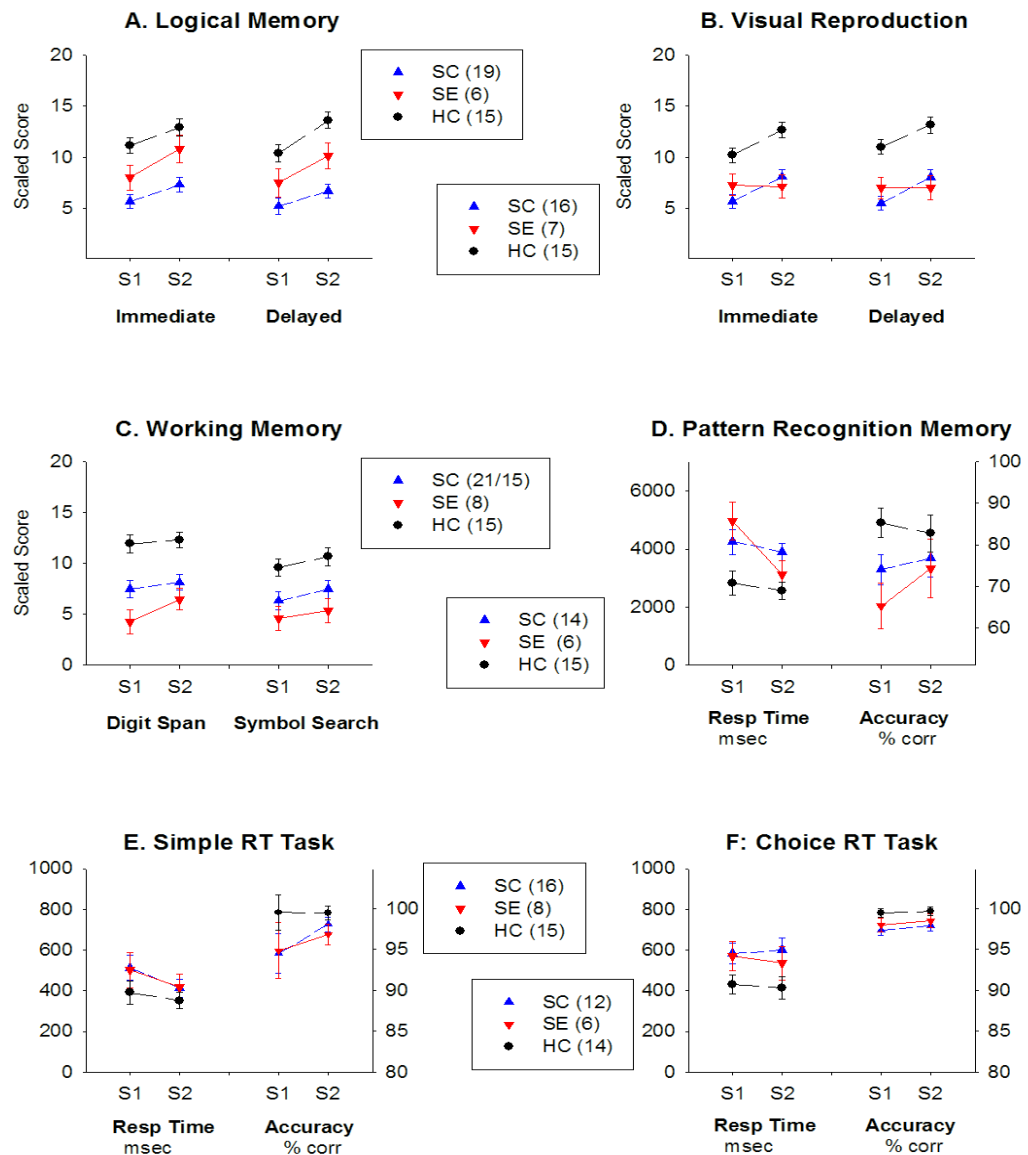 A. Logical Memory
B. Visual Reproduction
20
15
10
5
Scaled Score
S1 S2 S1 S2
Immediate Delayed
SC (19)
SE (6)
HC (15)
SC (16)
SE (7)
HC (15)
20
15
10
5
Scaled Score
S1 S2 S1 S2
Immediate Delayed
C. Working Memory
D. Pattern Recognition Memory
20
15
10
5
0
Scaled Score
S1 S2 S1 S2
Digit Span Symbol Search
SC (21/15)
SE (8)
HC (15)
SC (14)
SE (6)
HC (15)
6000
4000
2000
0
100
90
80
70
60
S1 S2 S1 S2
Resp Time Accuracy
msec % corr
E. Simple RT Task
F: Choice RT Task
1000
800
600
400
200
0
100
95
90
85
80
S1 S2 S1 S2
Resp Time Accuracy
msec % corr
SC (16)
SE (8)
HC (15)
SC (12)
SE (6)
HC (14)
1000
800
600
400
200
0
100
95
90
85
80
S1 S2 S1 S2
Resp Time Accuracy
msec % corr